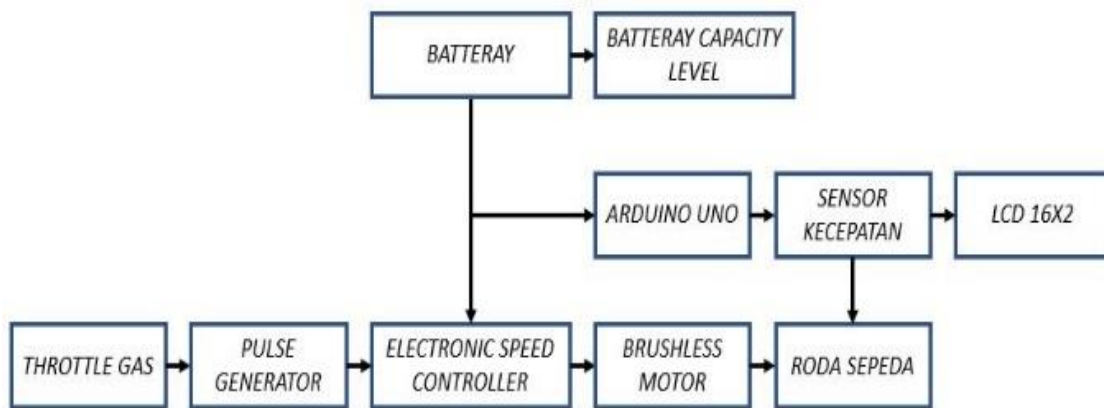 BATTERAY
BATTERAY CAPACITY
LEVEL
ARDUINO UNO
SENSOR
KECEPATAN
LCD 16X2
THROTTLE GAS
PULSE
GENERATOR
ELECTRONIC SPEED
CONTROLLER
BRUSHLESS
MOTOR
RODA SEPEDA